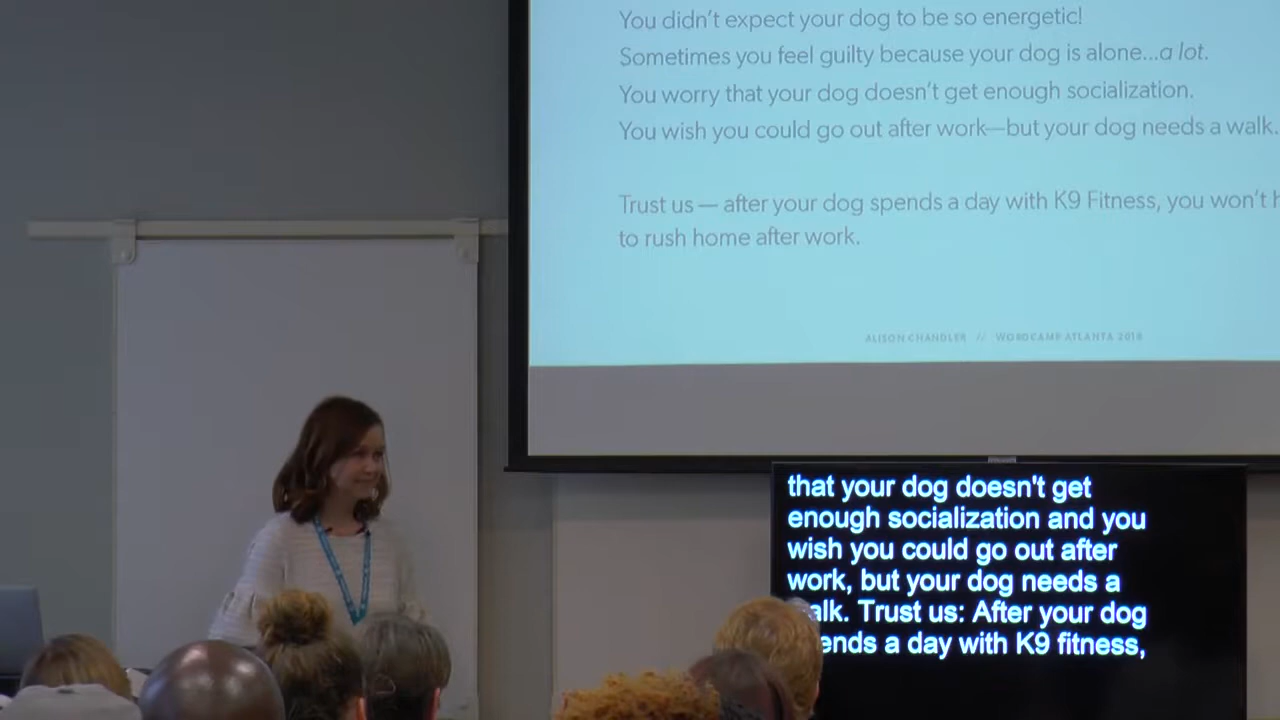 You didn't expect your dog to be so energetic!
Sometimes you feel guilty because your dog is alone...a lot.
You worry that your dog doesn't get enough socialization.
You wish you could go out after work—but your dog needs a walk.
Trust us — after your dog spends a day with K9 Fitness, you won't h
to rush home after work.
ALISON CHANDLER // WORDCAMP ATLANTA 2018
that your dog doesn't get
enough socialization and you
wish you could go out after
work, but your dog needs a
alk. Trust us: After your dog
ends a day with K9 fitness,